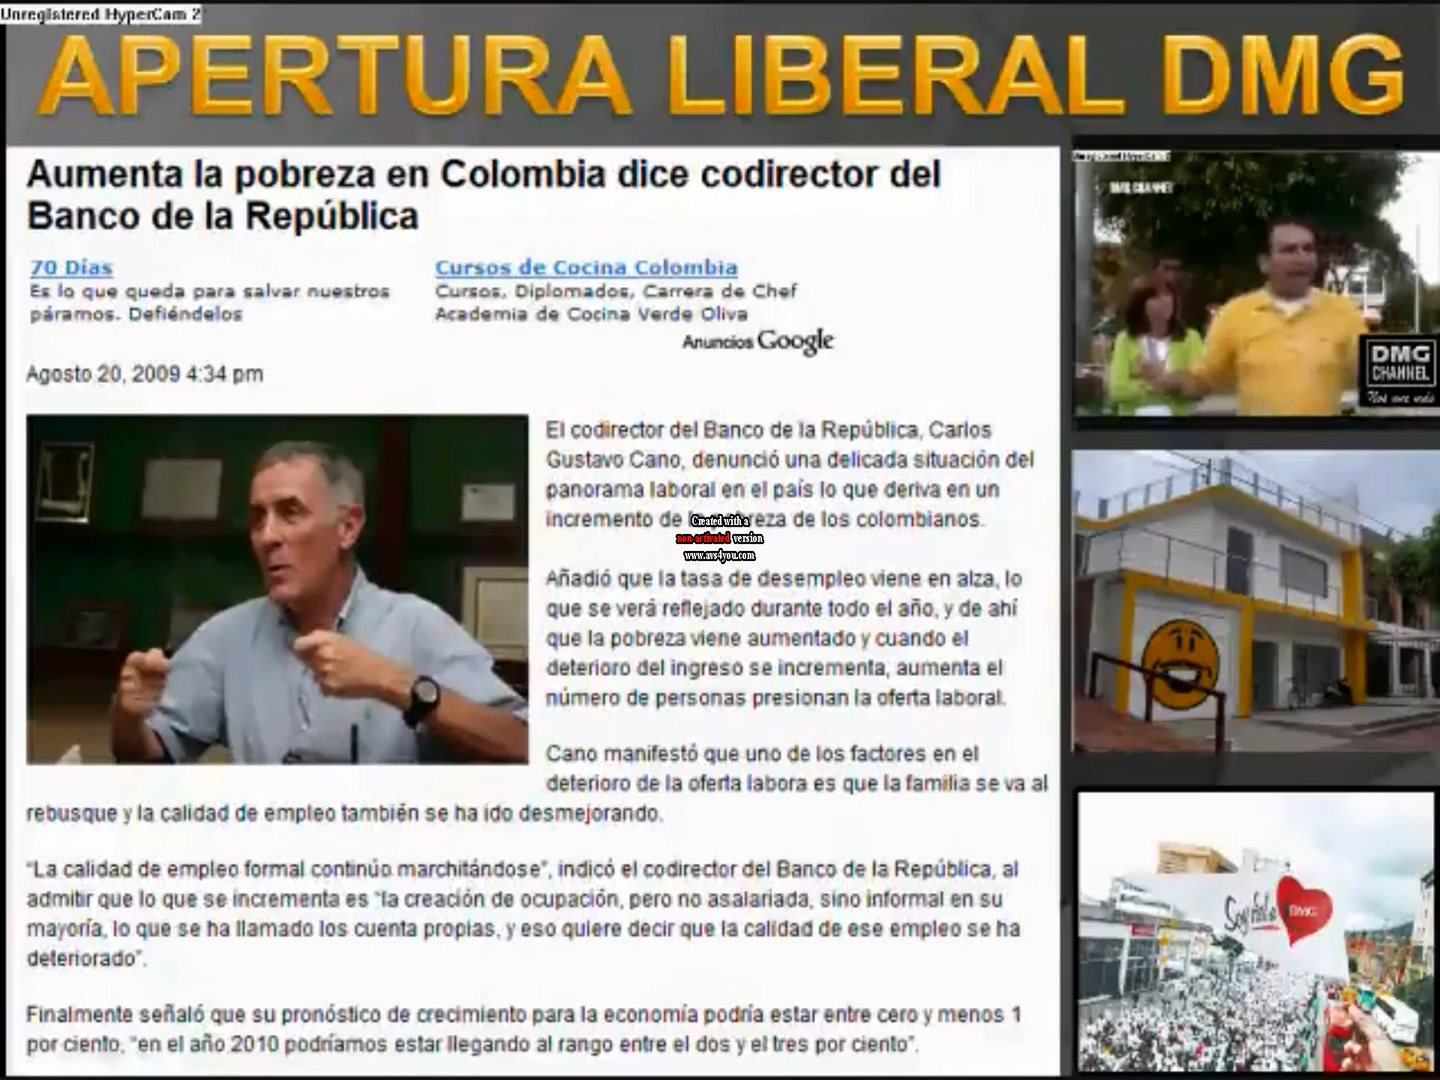 Unregistered HyperCam 2
APERTURA LIBERAL DMG
Aumenta la pobreza en Colombia dice codirector del
Banco de la República
70 Días
Es lo que queda para salvar nuestros
páramos. Defiéndelos
Cursos de Cocina Colombia
Cursos, Diplomados, Carrera de Chef
Academia de Cocina Verde Oliva
Anuncios Google
Agosto 20, 2009 4:34 pm
El codirector del Banco de la República, Carlos
Gustavo Cano, denunció una delicada situación del
panorama laboral en el país lo que deriva en un
incremento de de los colombianos.
Created with a
non-activated version
www.avs4you.com
Añadió que la tasa de desempleo viene en alza, lo
que se verá reflejado durante todo el año, y de ahí
que la pobreza viene aumentado y cuando el
deterioro del ingreso se incrementa, aumenta el
número de personas presionan la oferta laboral.
Cano manifestó que uno de los factores en el
deterioro de la oferta labora es que la familia se va al
rebusque y la calidad de empleo también se ha ido desmejorando.
“La calidad de empleo formal continúo marchitándose”, indicó el codirector del Banco de la República, al
admitir que lo que se incrementa es “la creación de ocupación, pero no asalariada, sino informal en su
mayoría, lo que se ha llamado los cuenta propias, y eso quiere decir que la calidad de ese empleo se ha
deteriorado”.
Finalmente señaló que su pronóstico de crecimiento para la economía podría estar entre cero y menos 1
por ciento, “en el año 2010 podríamos estar llegando al rango entre el dos y el tres por ciento”.
Unregistered HyperCam 2
DMG CHANNEL
DMG
CHANNEL
Nos une más
Soy fiel a
DMG